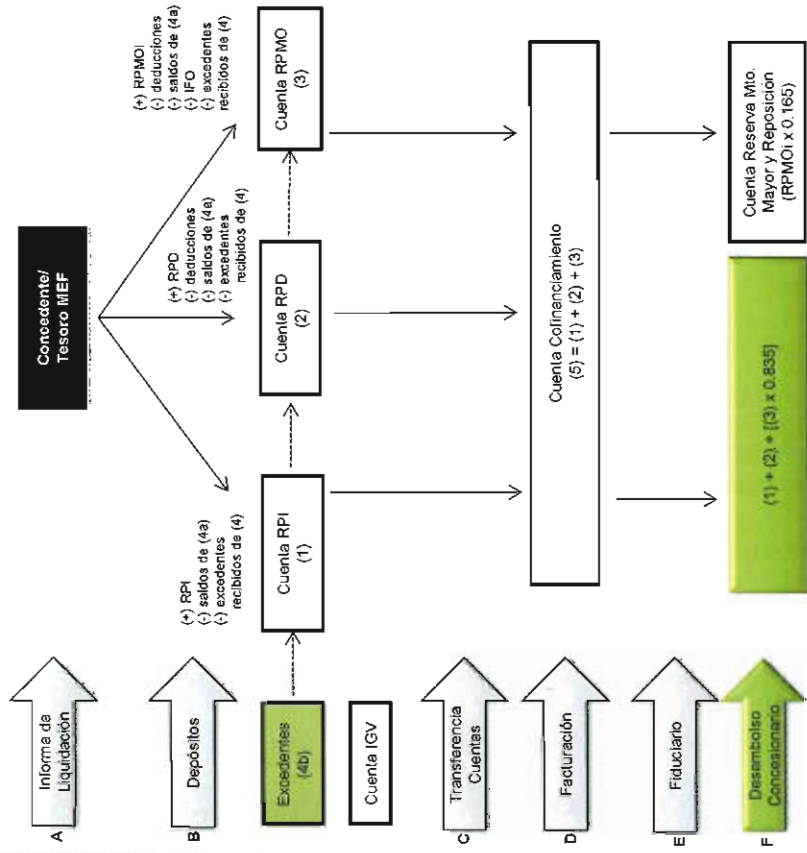 Concedente/
Tesoro MEF
A
Informe de
Liquidación
(+) RPI
(-) saldos de (4a)
(-) excedentes
recibidos de (4)
(+) RPD
(-) deducciones
(-) saldos de (4a)
(-) excedentes
recibidos de (4)
(+) RPMOi
(-) deducciones
(-) saldos de (4a)
(-) IFO
(-) excedentes
recibidos de (4)
B
Depósitos
Excedentes
(4b)
Cuenta RPI
(1)
Cuenta RPD
(2)
Cuenta RPMO
(3)
Cuenta IGV
C
Transferencia
Cuentas
D
Facturación
Cuenta Cofinanciamiento
(5) = (1) + (2) + (3)
E
Fiduciario
F
Desembolso
Concesionario
(1) + (2) + [(3) x 0.835]
Cuenta Reserva Mto.
Mayor y Reposición
(RPMOi x 0.165)